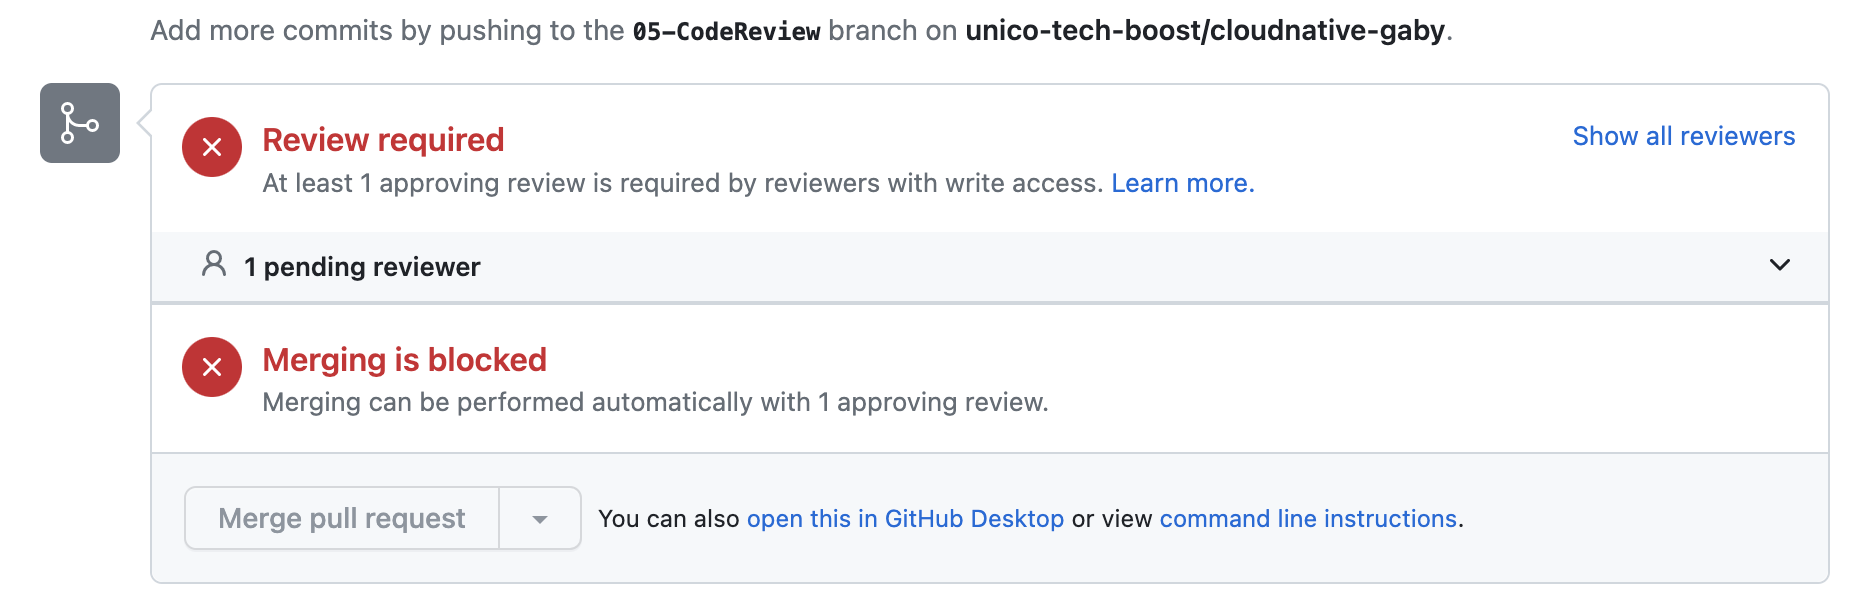 Add more commits by pushing to the 05-CodeReview branch on unico-tech-boost/cloudnative-gaby.
Review required
Show all reviewers
At least 1 approving review is required by reviewers with write access. Learn more.
1 pending reviewer
Merging is blocked
Merging can be performed automatically with 1 approving review.
Merge pull request
You can also open this in GitHub Desktop or view command line instructions.